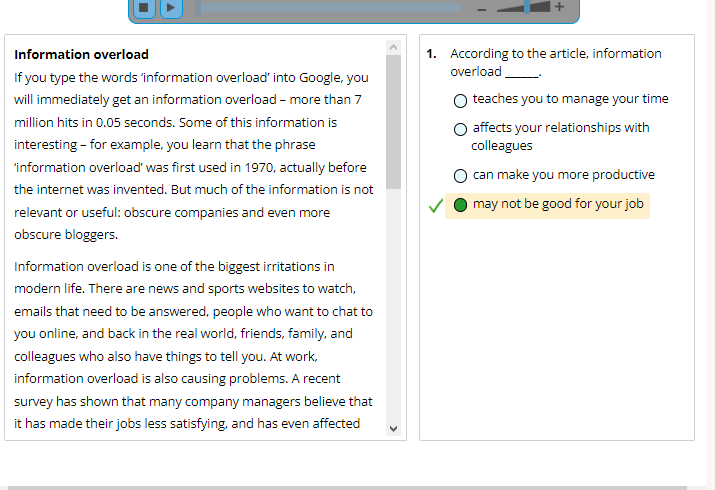 Information overload
If you type the words 'information overload' into Google, you
will immediately get an information overload – more than 7
million hits in 0.05 seconds. Some of this information is
interesting – for example, you learn that the phrase
'information overload' was first used in 1970, actually before
the internet was invented. But much of the information is not
relevant or useful: obscure companies and even more
obscure bloggers.
Information overload is one of the biggest irritations in
modern life. There are news and sports websites to watch,
emails that need to be answered, people who want to chat to
you online, and back in the real world, friends, family, and
colleagues who also have things to tell you. At work,
information overload is also causing problems. A recent
survey has shown that many company managers believe that
it has made their jobs less satisfying, and has even affected
1. According to the article, information
overload ______.
teaches you to manage your time
affects your relationships with
colleagues
can make you more productive
may not be good for your job